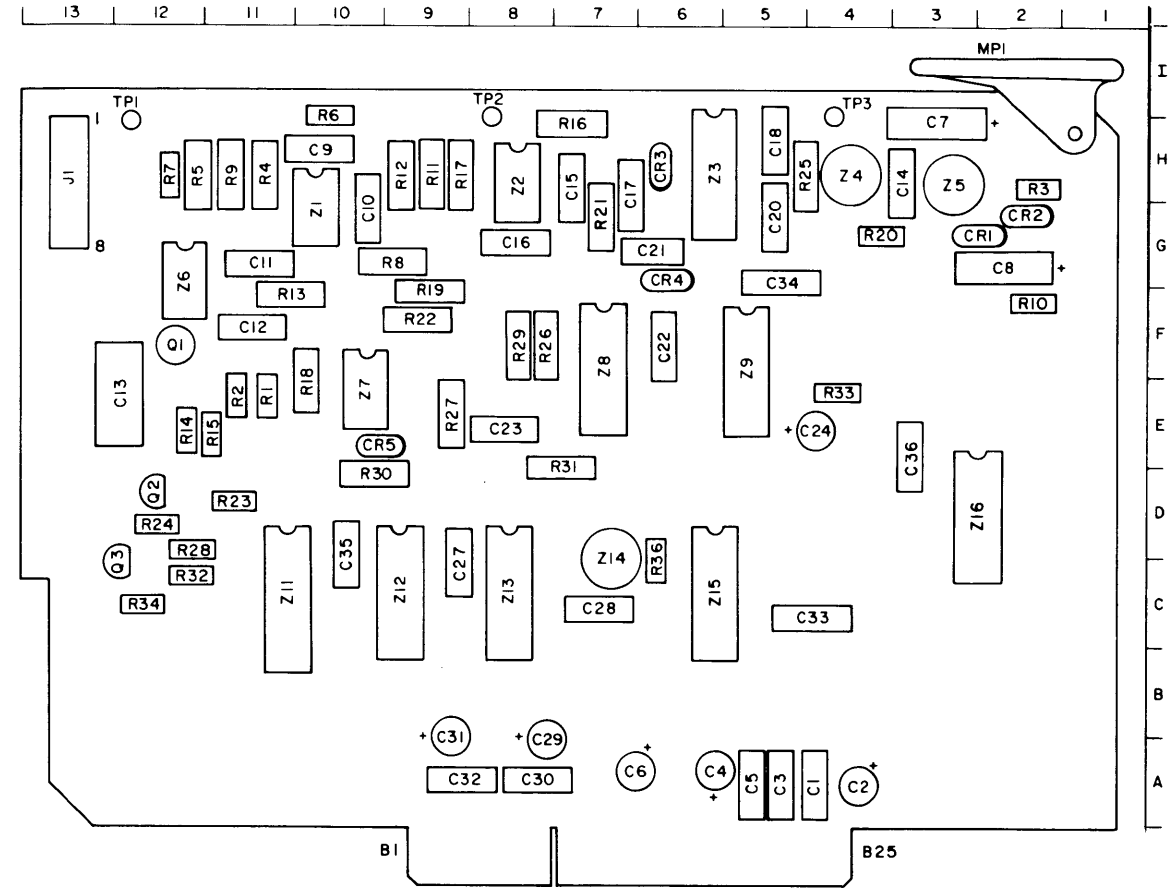 13 12 11 10 9 8 7 6 5 4 3 2 1
MP1
I
TP1 TP2 TP3
1 R6 R16 C18 C7 +
C9
J1 R7 R5 R9 R4 R12 R11 R17 Z2 C15 CR3 Z3 R25 Z4 C14 Z5 H
Z1 C10 R21 C17 C20 R3
CR2
8 C16 C21 R20 CR1 G
Z6 C11 R8 CR4 C34 C8 +
R13 R19 R10
C12 R22
Q1 R29 R26 Z8 C22 Z9 F
C13 R18 Z7
R2 R1 R33
R14 R15 R27 C23 + C24 E
CR5 C36
R30 R31
Q2 R23
R24 Z16 D
Q3 R28 C35 C27 Z14 R36
R32
R34 Z11 Z12 Z13 C28 Z15 C33 C
B
+ C31 + C29
+
C32 C30 C6 C4 + C5 C3 C1 C2 + A
B1 B25